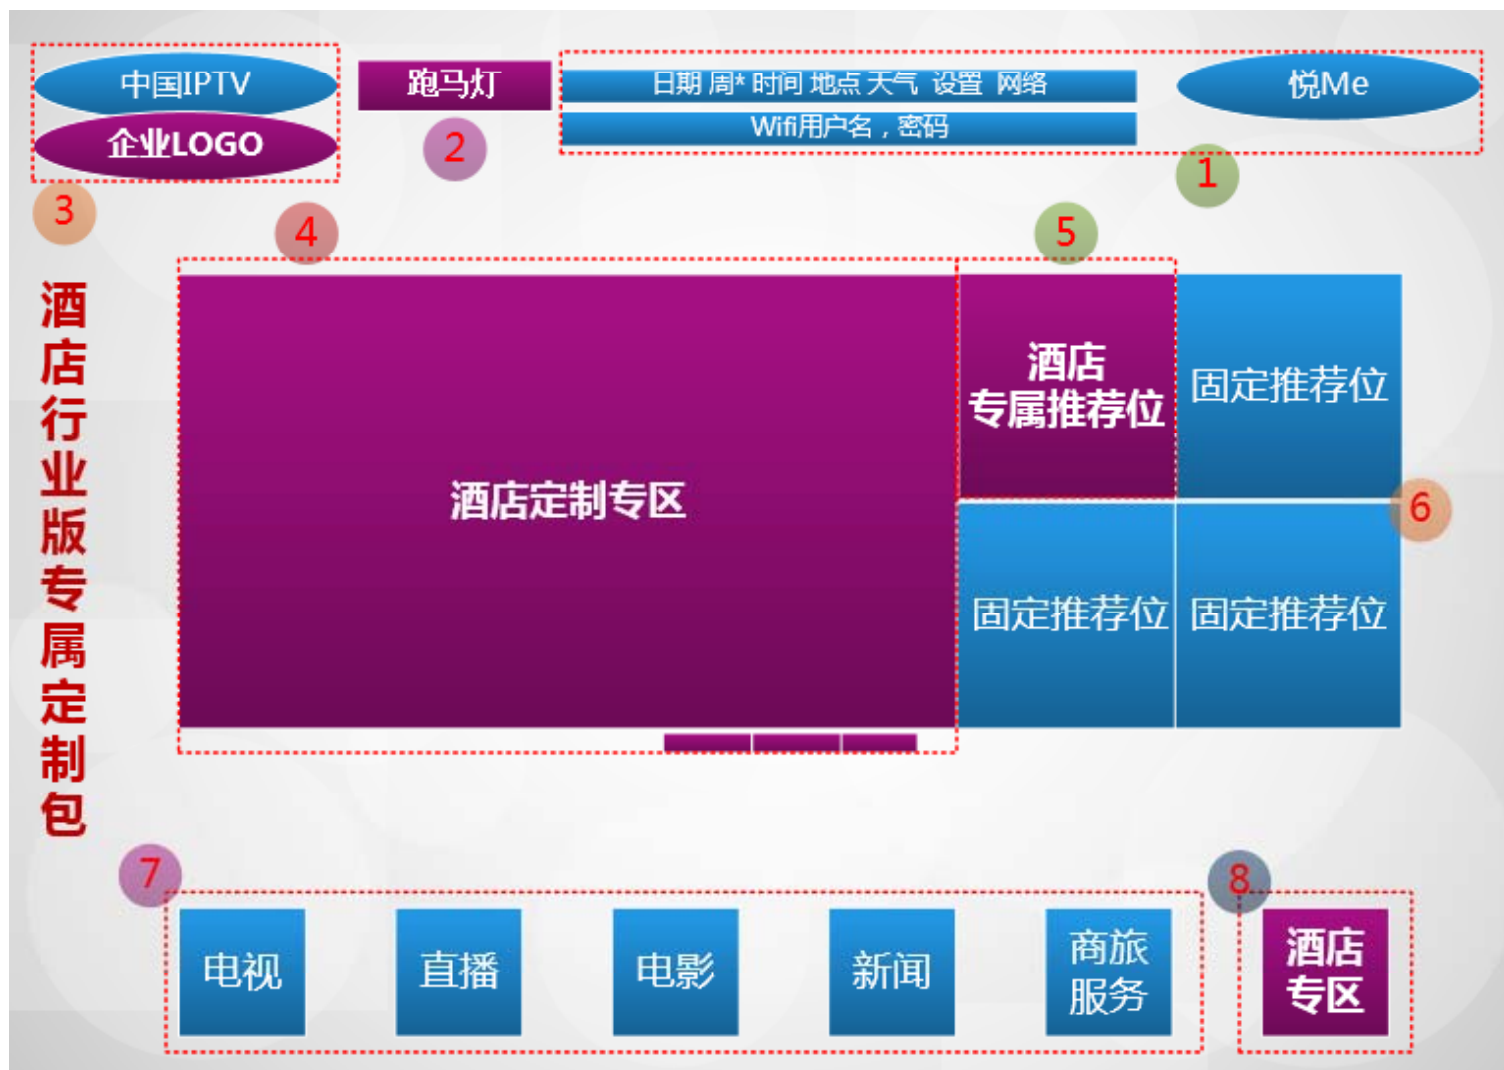 中国IPTV
企业LOGO
3
跑马灯
2
日期 周* 时间 地点 天气 设置 网络
Wifi用户名，密码
悦Me
1
酒店行业版专属定制包
4
酒店定制专区
5
酒店
专属推荐位
固定推荐位
6
固定推荐位
固定推荐位
7
电视
直播
电影
新闻
商旅
服务
8
酒店
专区